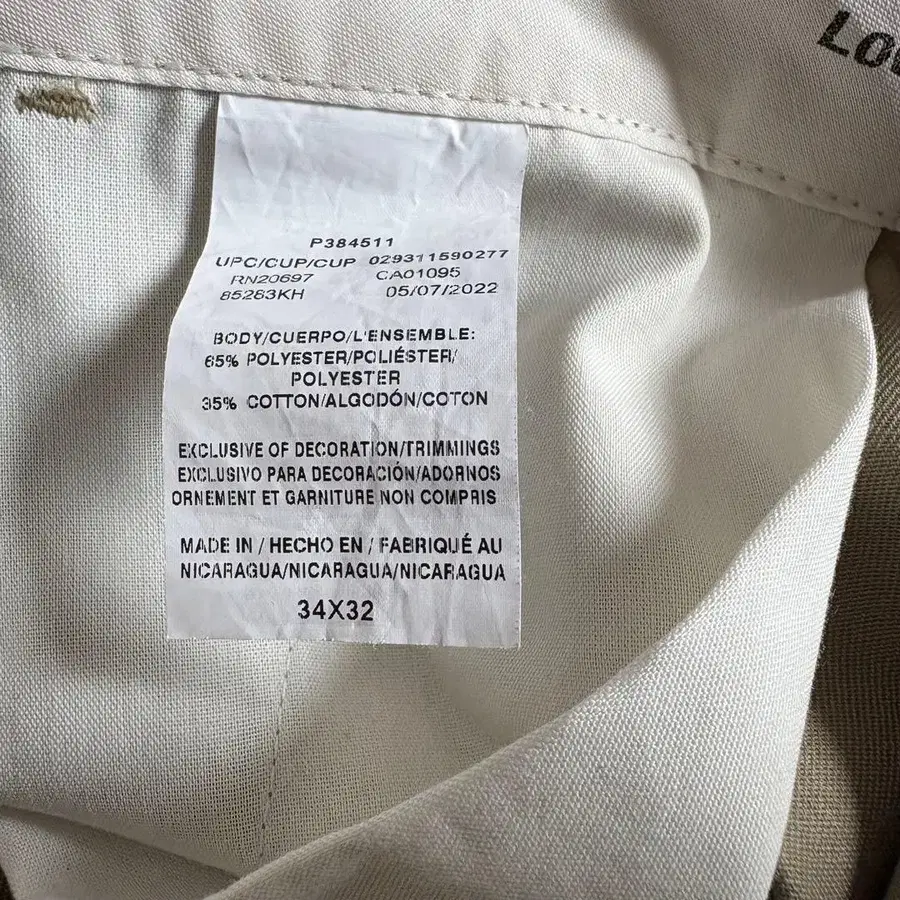 P384511
UPC/CUP/CUP 029311590277
RN20697 CA01095
85283KH 05/07/2022
BODY/CUERPO/L'ENSEMBLE:
65% POLYESTER/POLIÉSTER/
POLYESTER
35% COTTON/ALGODÓN/COTON
EXCLUSIVE OF DECORATION/TRIMMINGS
EXCLUSIVO PARA DECORACIÓN/ADORNOS
ORNEMENT ET GARNITURE NON COMPRIS
MADE IN / HECHO EN / FABRIQUÉ AU
NICARAGUA/NICARAGUA/NICARAGUA
34X32